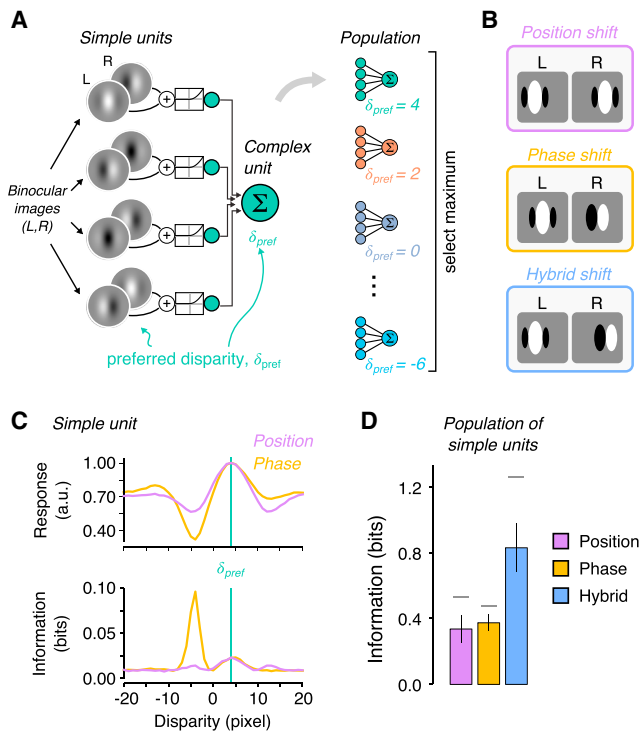 A
Simple units
R
L
+
+
+
+
Binocular
images
(L,R)
Complex
unit
Σ
δpref
preferred disparity, δpref
Population
Σ
δpref = 4
Σ
δpref = 2
Σ
δpref = 0
...
Σ
δpref = -6
select maximum
B
Position shift
L R
Phase shift
L R
Hybrid shift
L R
C
Simple unit
Position
Phase
Response
(a.u.)
1.00
0.70
0.40
δpref
Information
(bits)
0.10
0.05
0.00
-20 -10 0 10 20
Disparity (pixel)
D
Population of
simple units
Information (bits)
1.2
0.8
0.4
0.0
Position
Phase
Hybrid